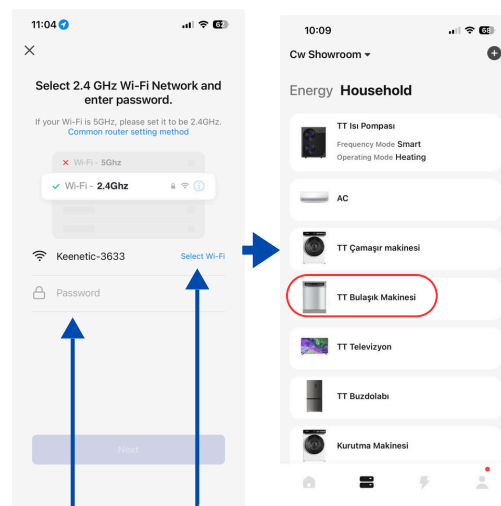 11:04
62
Select 2.4 GHz Wi-Fi Network and
enter password.
If your Wi-Fi is 5GHz, please set it to be 2.4GHz.
Common router setting method
Wi-Fi - 5Ghz
Wi-Fi - 2.4Ghz
Keenetic-3633
Select Wi-Fi
Password
Next
10:09
68
Cw Showroom
Energy Household
TT Isı Pompası
Frequency Mode Smart
Operating Mode Heating
AC
TT Çamaşır makinesi
TT Bulaşık Makinesi
TT Televizyon
TT Buzdolabı
Kurutma Makinesi